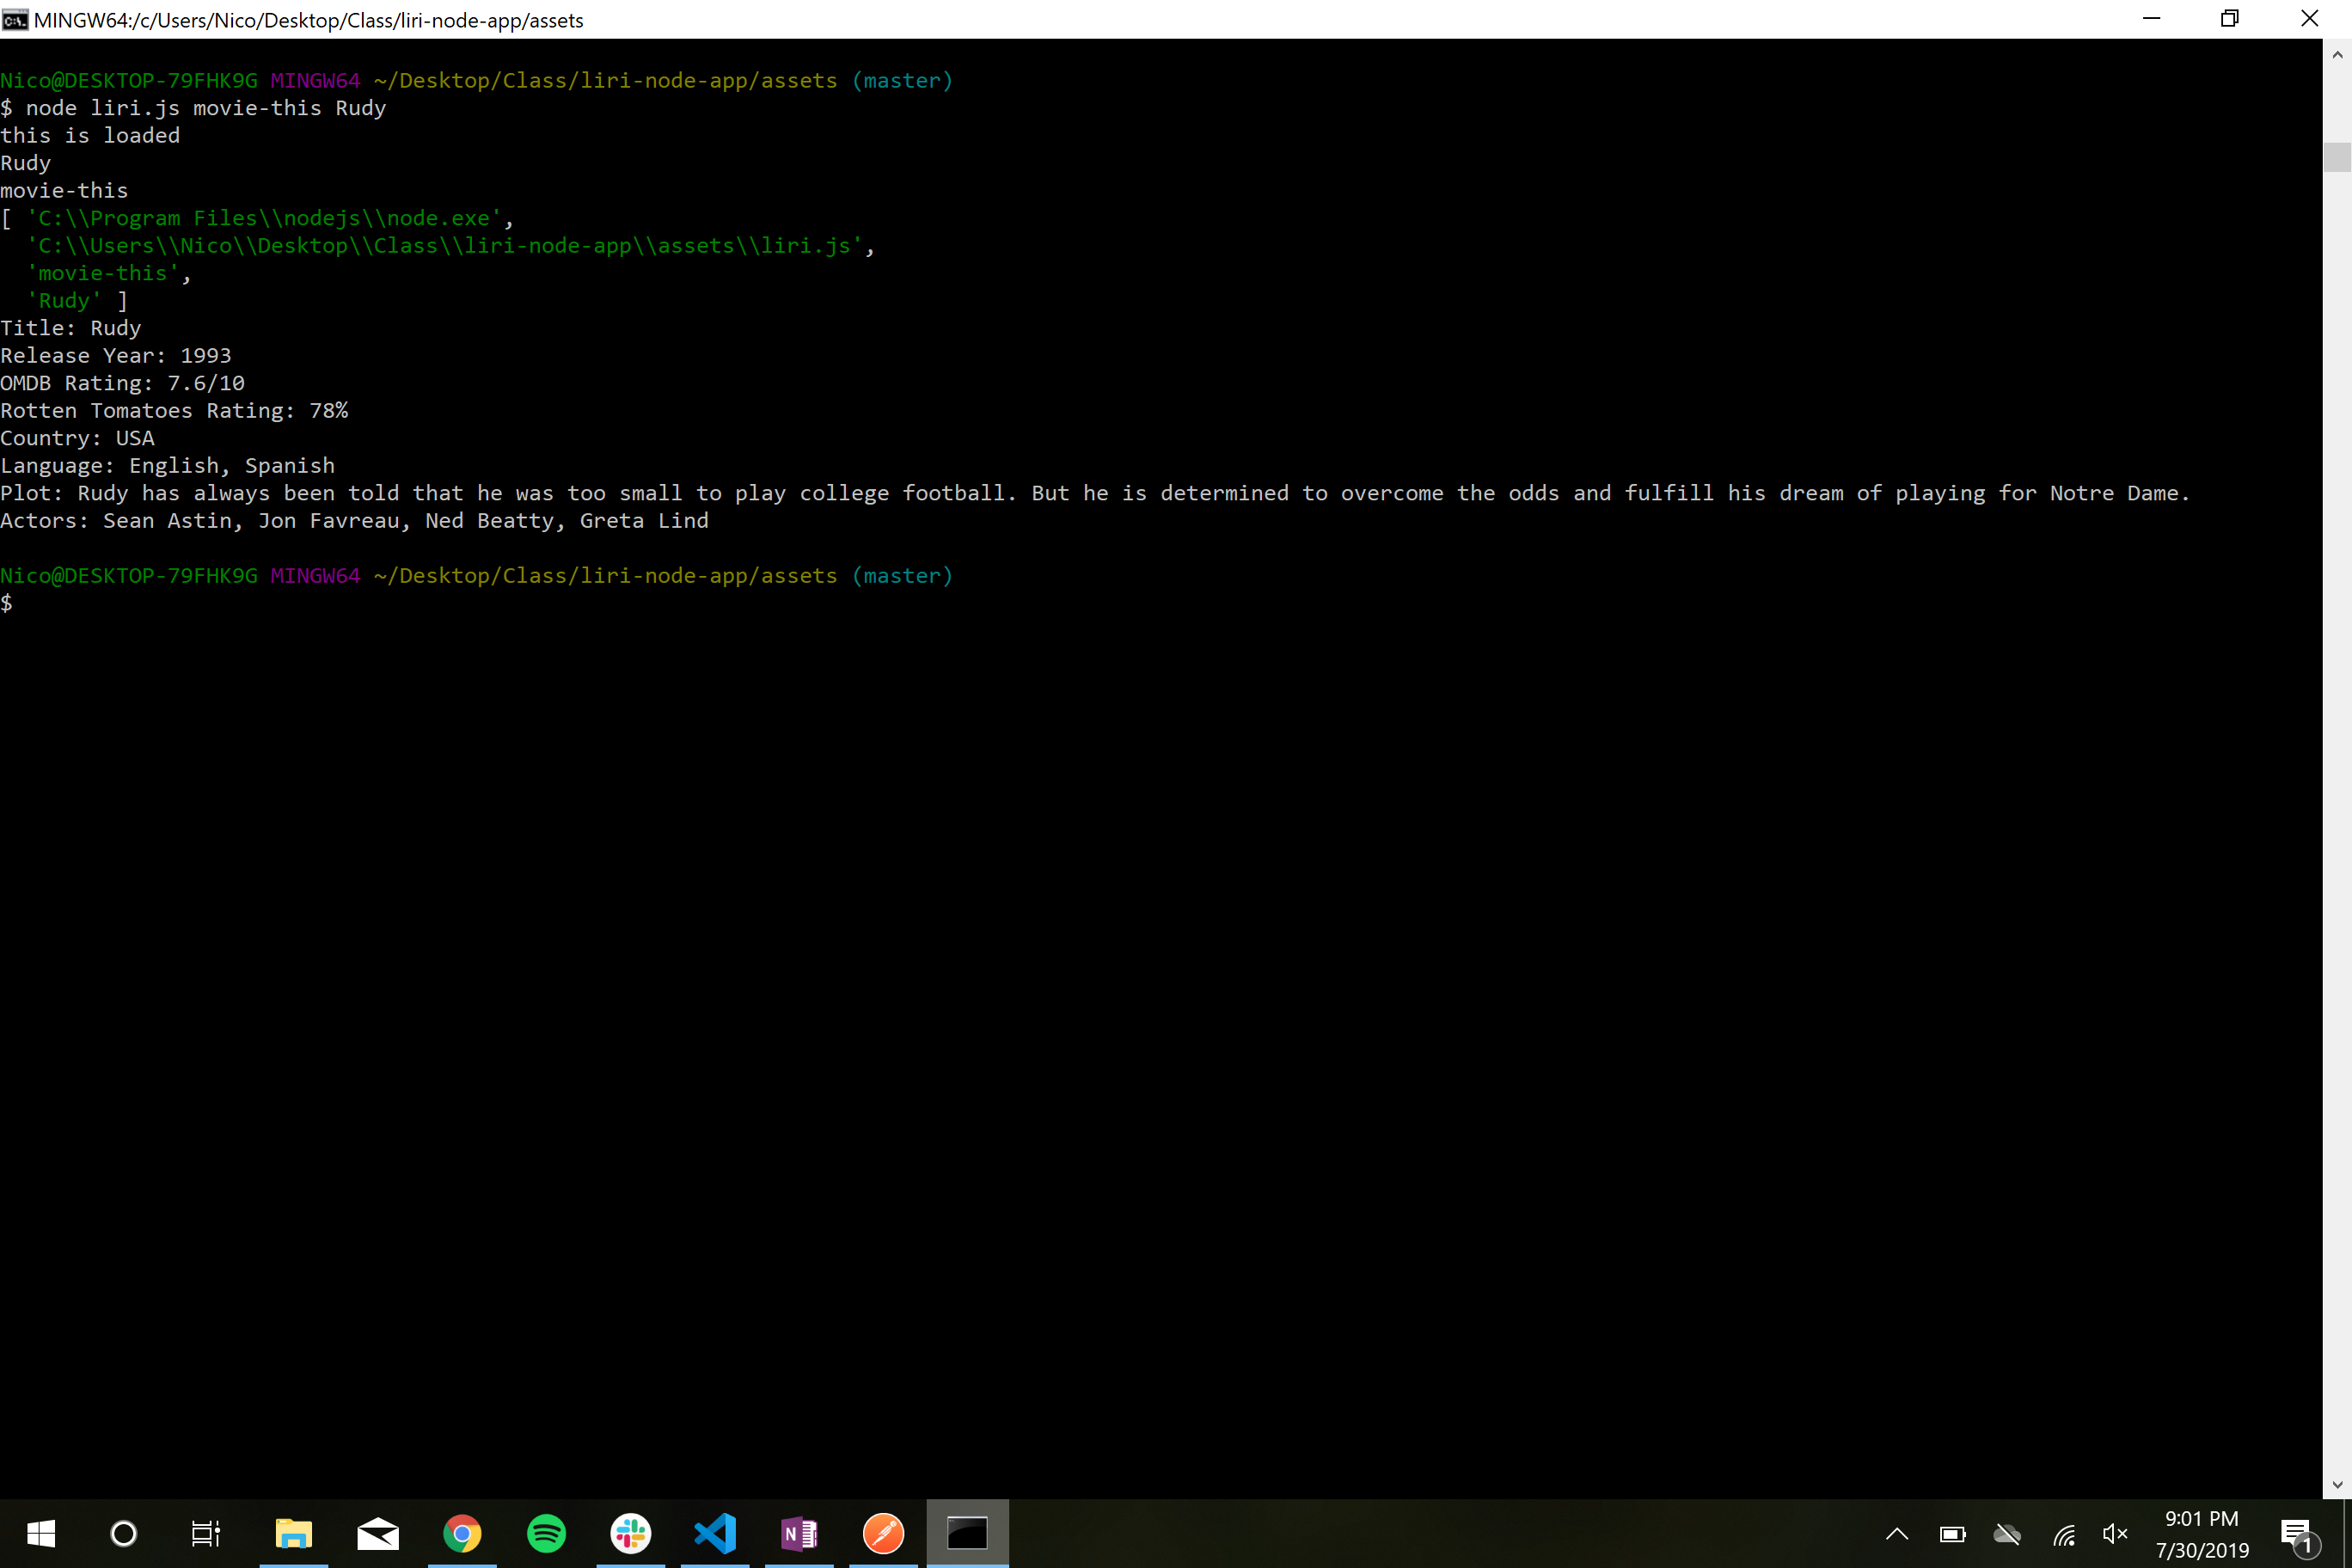 MINGW64:/c/Users/Nico/Desktop/Class/liri-node-app/assets
Nico@DESKTOP-79FHK9G MINGW64 ~/Desktop/Class/liri-node-app/assets (master)
$ node liri.js movie-this Rudy
this is loaded
Rudy
movie-this
[ 'C:\\Program Files\\nodejs\\node.exe',
  'C:\\Users\\Nico\\Desktop\\Class\\liri-node-app\\assets\\liri.js',
  'movie-this',
  'Rudy' ]
Title: Rudy
Release Year: 1993
OMDB Rating: 7.6/10
Rotten Tomatoes Rating: 78%
Country: USA
Language: English, Spanish
Plot: Rudy has always been told that he was too small to play college football. But he is determined to overcome the odds and fulfill his dream of playing for Notre Dame.
Actors: Sean Astin, Jon Favreau, Ned Beatty, Greta Lind
Nico@DESKTOP-79FHK9G MINGW64 ~/Desktop/Class/liri-node-app/assets (master)
$
9:01 PM
7/30/2019
1